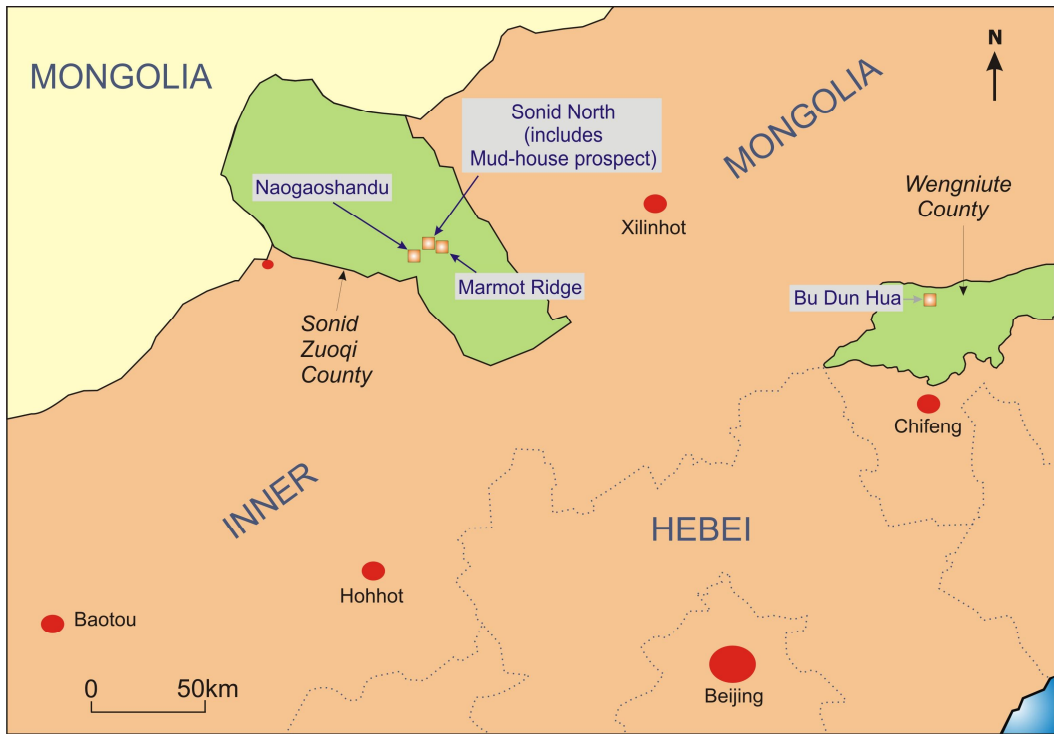 MONGOLIA
N
MONGOLIA
Sonid North
(includes
Mud-house prospect)
Naogaoshandu
Xilinhot
Wengniute
County
Marmot Ridge
Bu Dun Hua
Sonid
Zuoqi
County
Chifeng
INNER
HEBEI
Hohhot
Baotou
Beijing
0 50km